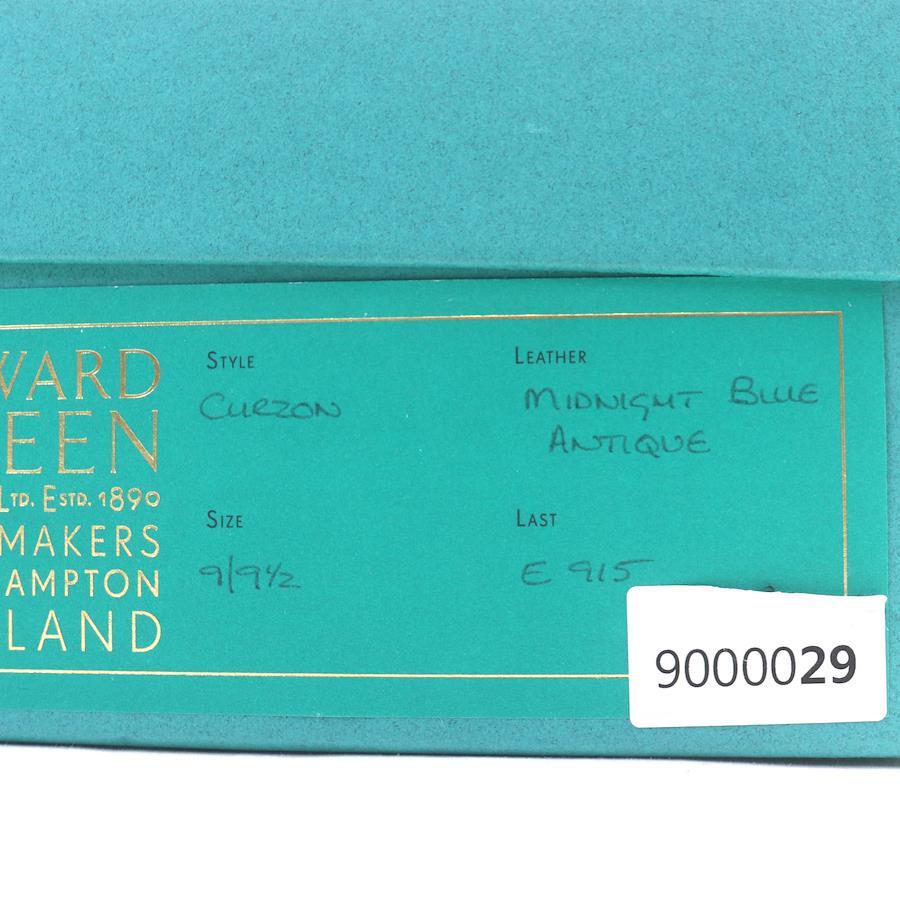 WARD
EEN
LTD. ESTD. 1890
MAKERS
AMPTON
LAND
STYLE
CURZON
LEATHER
MIDNIGHT BLUE
ANTIQUE
SIZE
9/9½
LAST
E 915
9000029